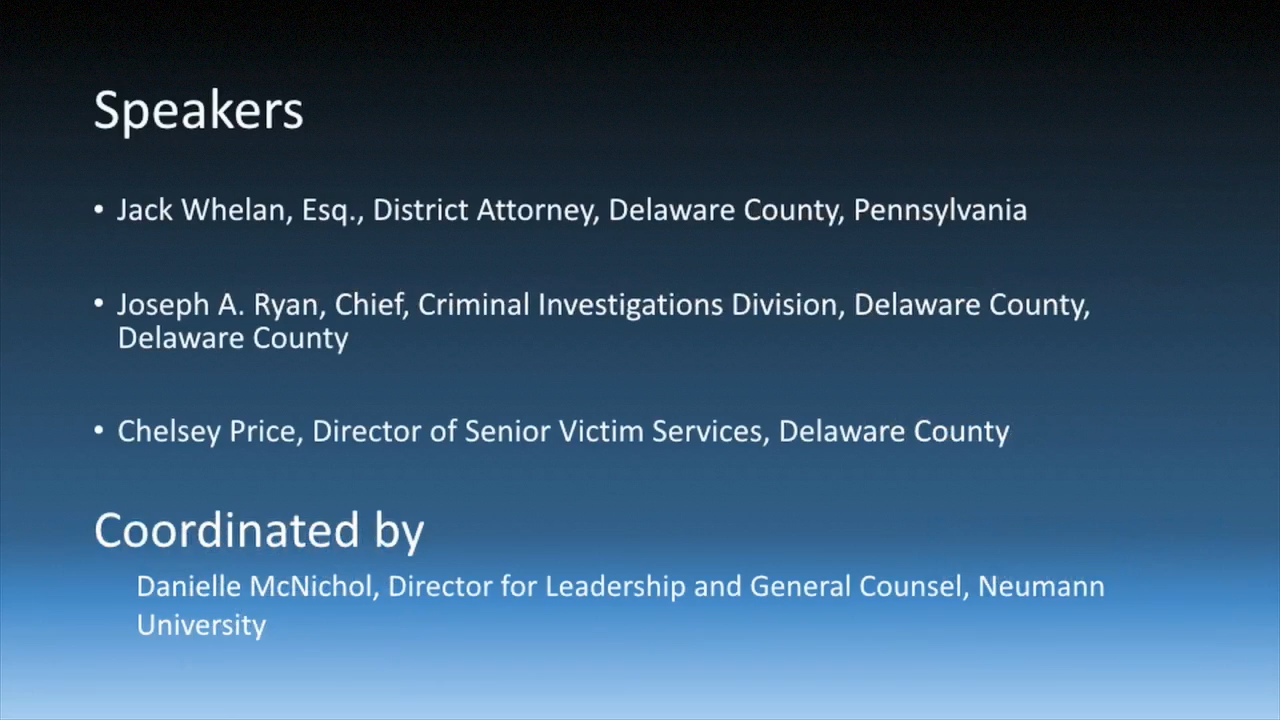 Speakers
• Jack Whelan, Esq., District Attorney, Delaware County, Pennsylvania
• Joseph A. Ryan, Chief, Criminal Investigations Division, Delaware County,
Delaware County
• Chelsey Price, Director of Senior Victim Services, Delaware County
Coordinated by
Danielle McNichol, Director for Leadership and General Counsel, Neumann
University